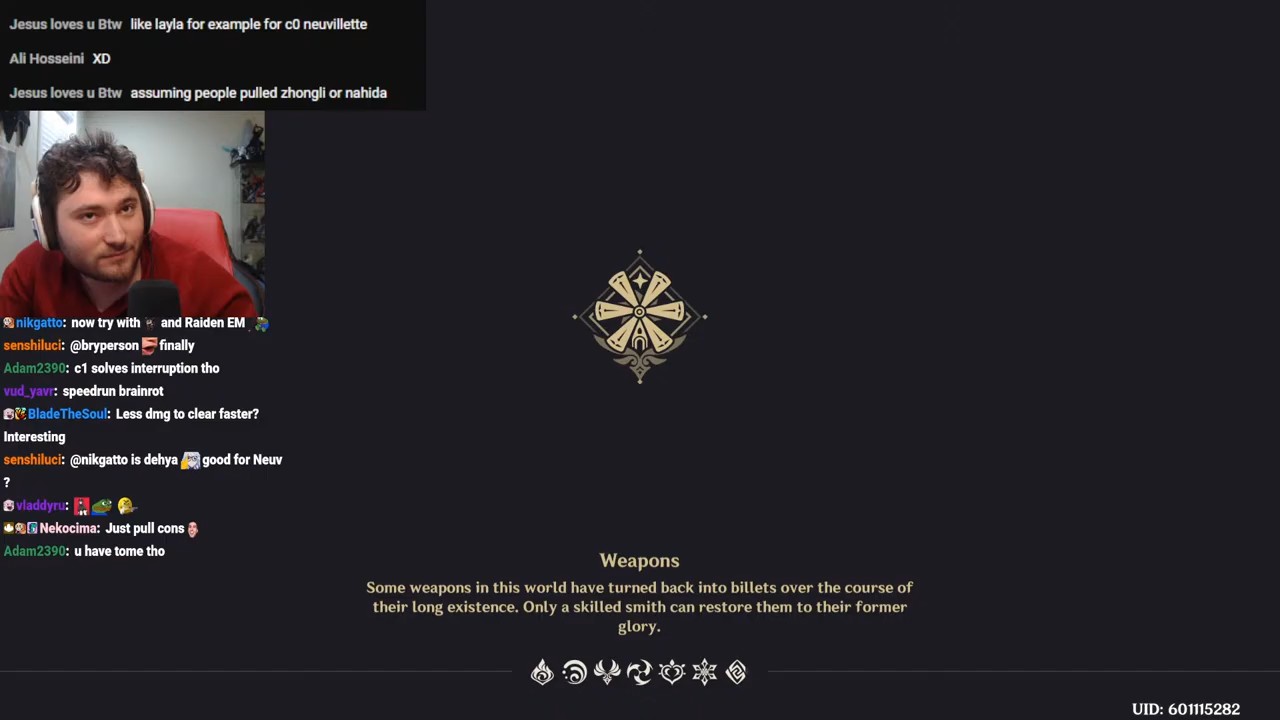 Jesus loves u Btw like layla for example for c0 neuvillette
Ali Hosseini XD
Jesus loves u Btw assuming people pulled zhongli or nahida
nikgatto: now try with and Raiden EM
senshiluci: @bryperson finally
Adam2390: c1 solves interruption tho
vud_yavr: speedrun brainrot
BladeTheSoul: Less dmg to clear faster?
Interesting
senshiluci: @nikgatto is dehya good for Neuv
?
vladdyru:
Nekocima: Just pull cons
Adam2390: u have tome tho
Weapons
Some weapons in this world have turned back into billets over the course of
their long existence. Only a skilled smith can restore them to their former
glory.
UID: 601115282